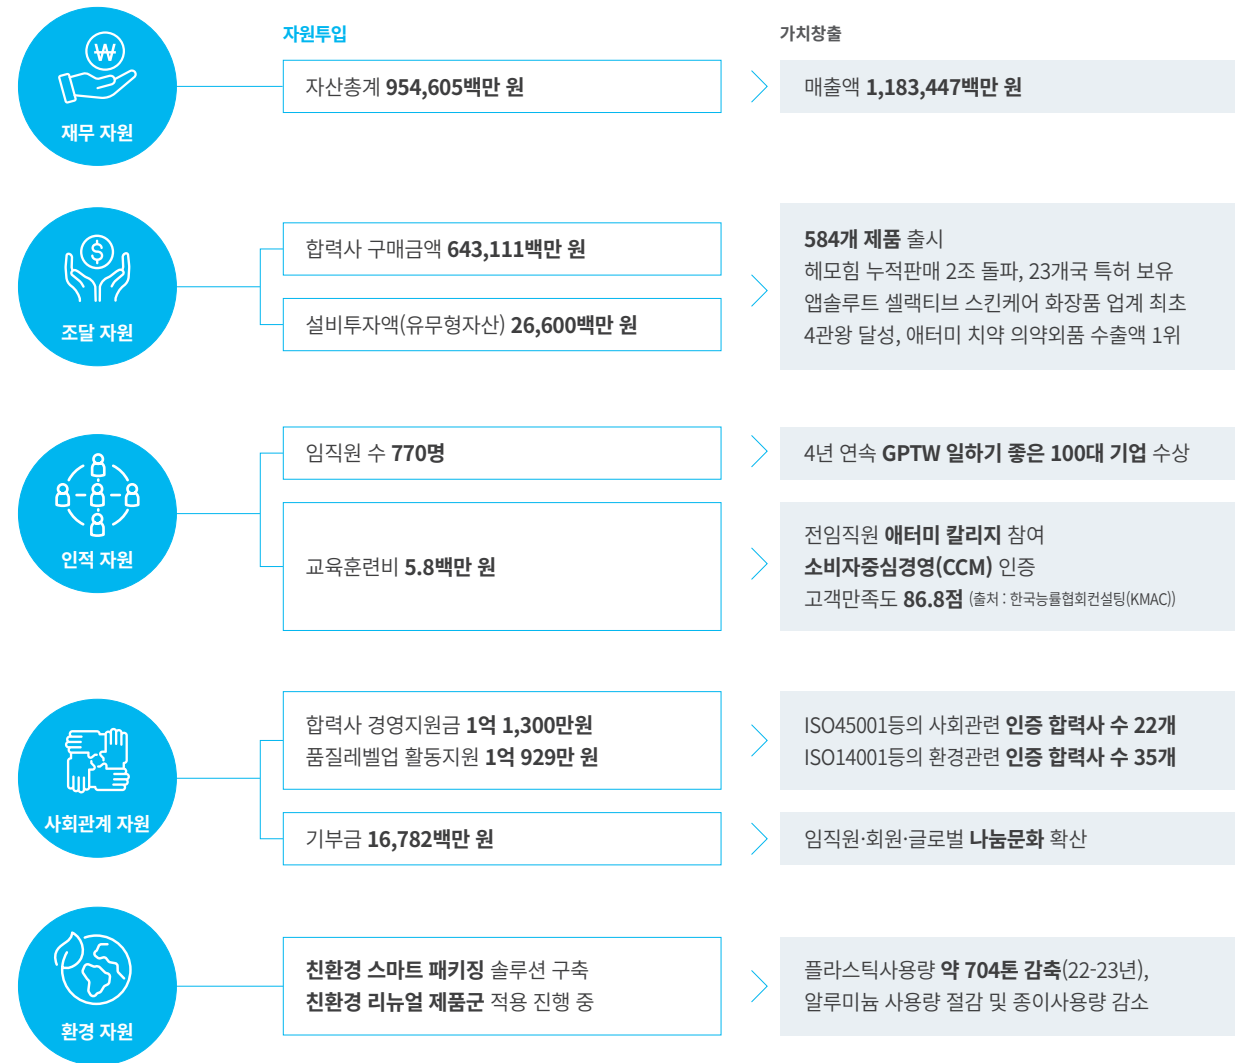 자원투입
가치창출
재무 자원
자산총계 954,605백만 원
매출액 1,183,447백만 원
조달 자원
합력사 구매금액 643,111백만 원
설비투자액(유무형자산) 26,600백만 원
584개 제품 출시
헤모힘 누적판매 2조 돌파, 23개국 특허 보유
앱솔루트 셀랙티브 스킨케어 화장품 업계 최초
4관왕 달성, 애터미 치약 의약외품 수출액 1위
인적 자원
임직원 수 770명
4년 연속 GPTW 일하기 좋은 100대 기업 수상
교육훈련비 5.8백만 원
전임직원 애터미 칼리지 참여
소비자중심경영(CCM) 인증
고객만족도 86.8점 (출처 : 한국능률협회컨설팅(KMAC))
사회관계 자원
합력사 경영지원금 1억 1,300만원
품질레벨업 활동지원 1억 929만 원
ISO45001등의 사회관련 인증 합력사 수 22개
ISO14001등의 환경관련 인증 합력사 수 35개
기부금 16,782백만 원
임직원·회원·글로벌 나눔문화 확산
환경 자원
친환경 스마트 패키징 솔루션 구축
친환경 리뉴얼 제품군 적용 진행 중
플라스틱사용량 약 704톤 감축(22-23년),
알루미늄 사용량 절감 및 종이사용량 감소